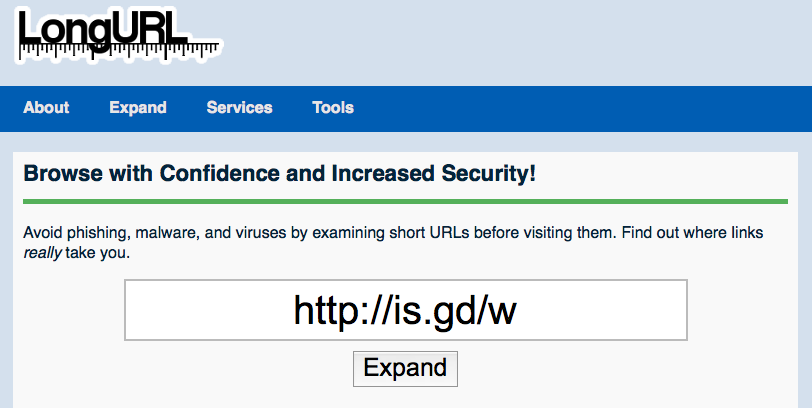 LongURL
About Expand Services Tools
Browse with Confidence and Increased Security!
Avoid phishing, malware, and viruses by examining short URLs before visiting them. Find out where links
really take you.
http://is.gd/w
Expand